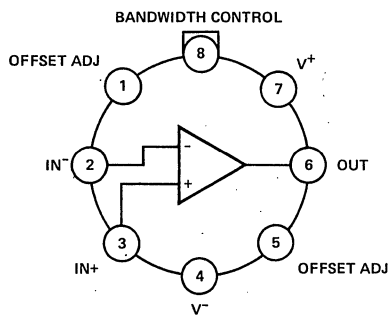 BANDWIDTH CONTROL
8
OFFSET ADJ
1
V+
7
IN-
2
-
6
OUT
+
3
IN+
5
OFFSET ADJ
4
V-